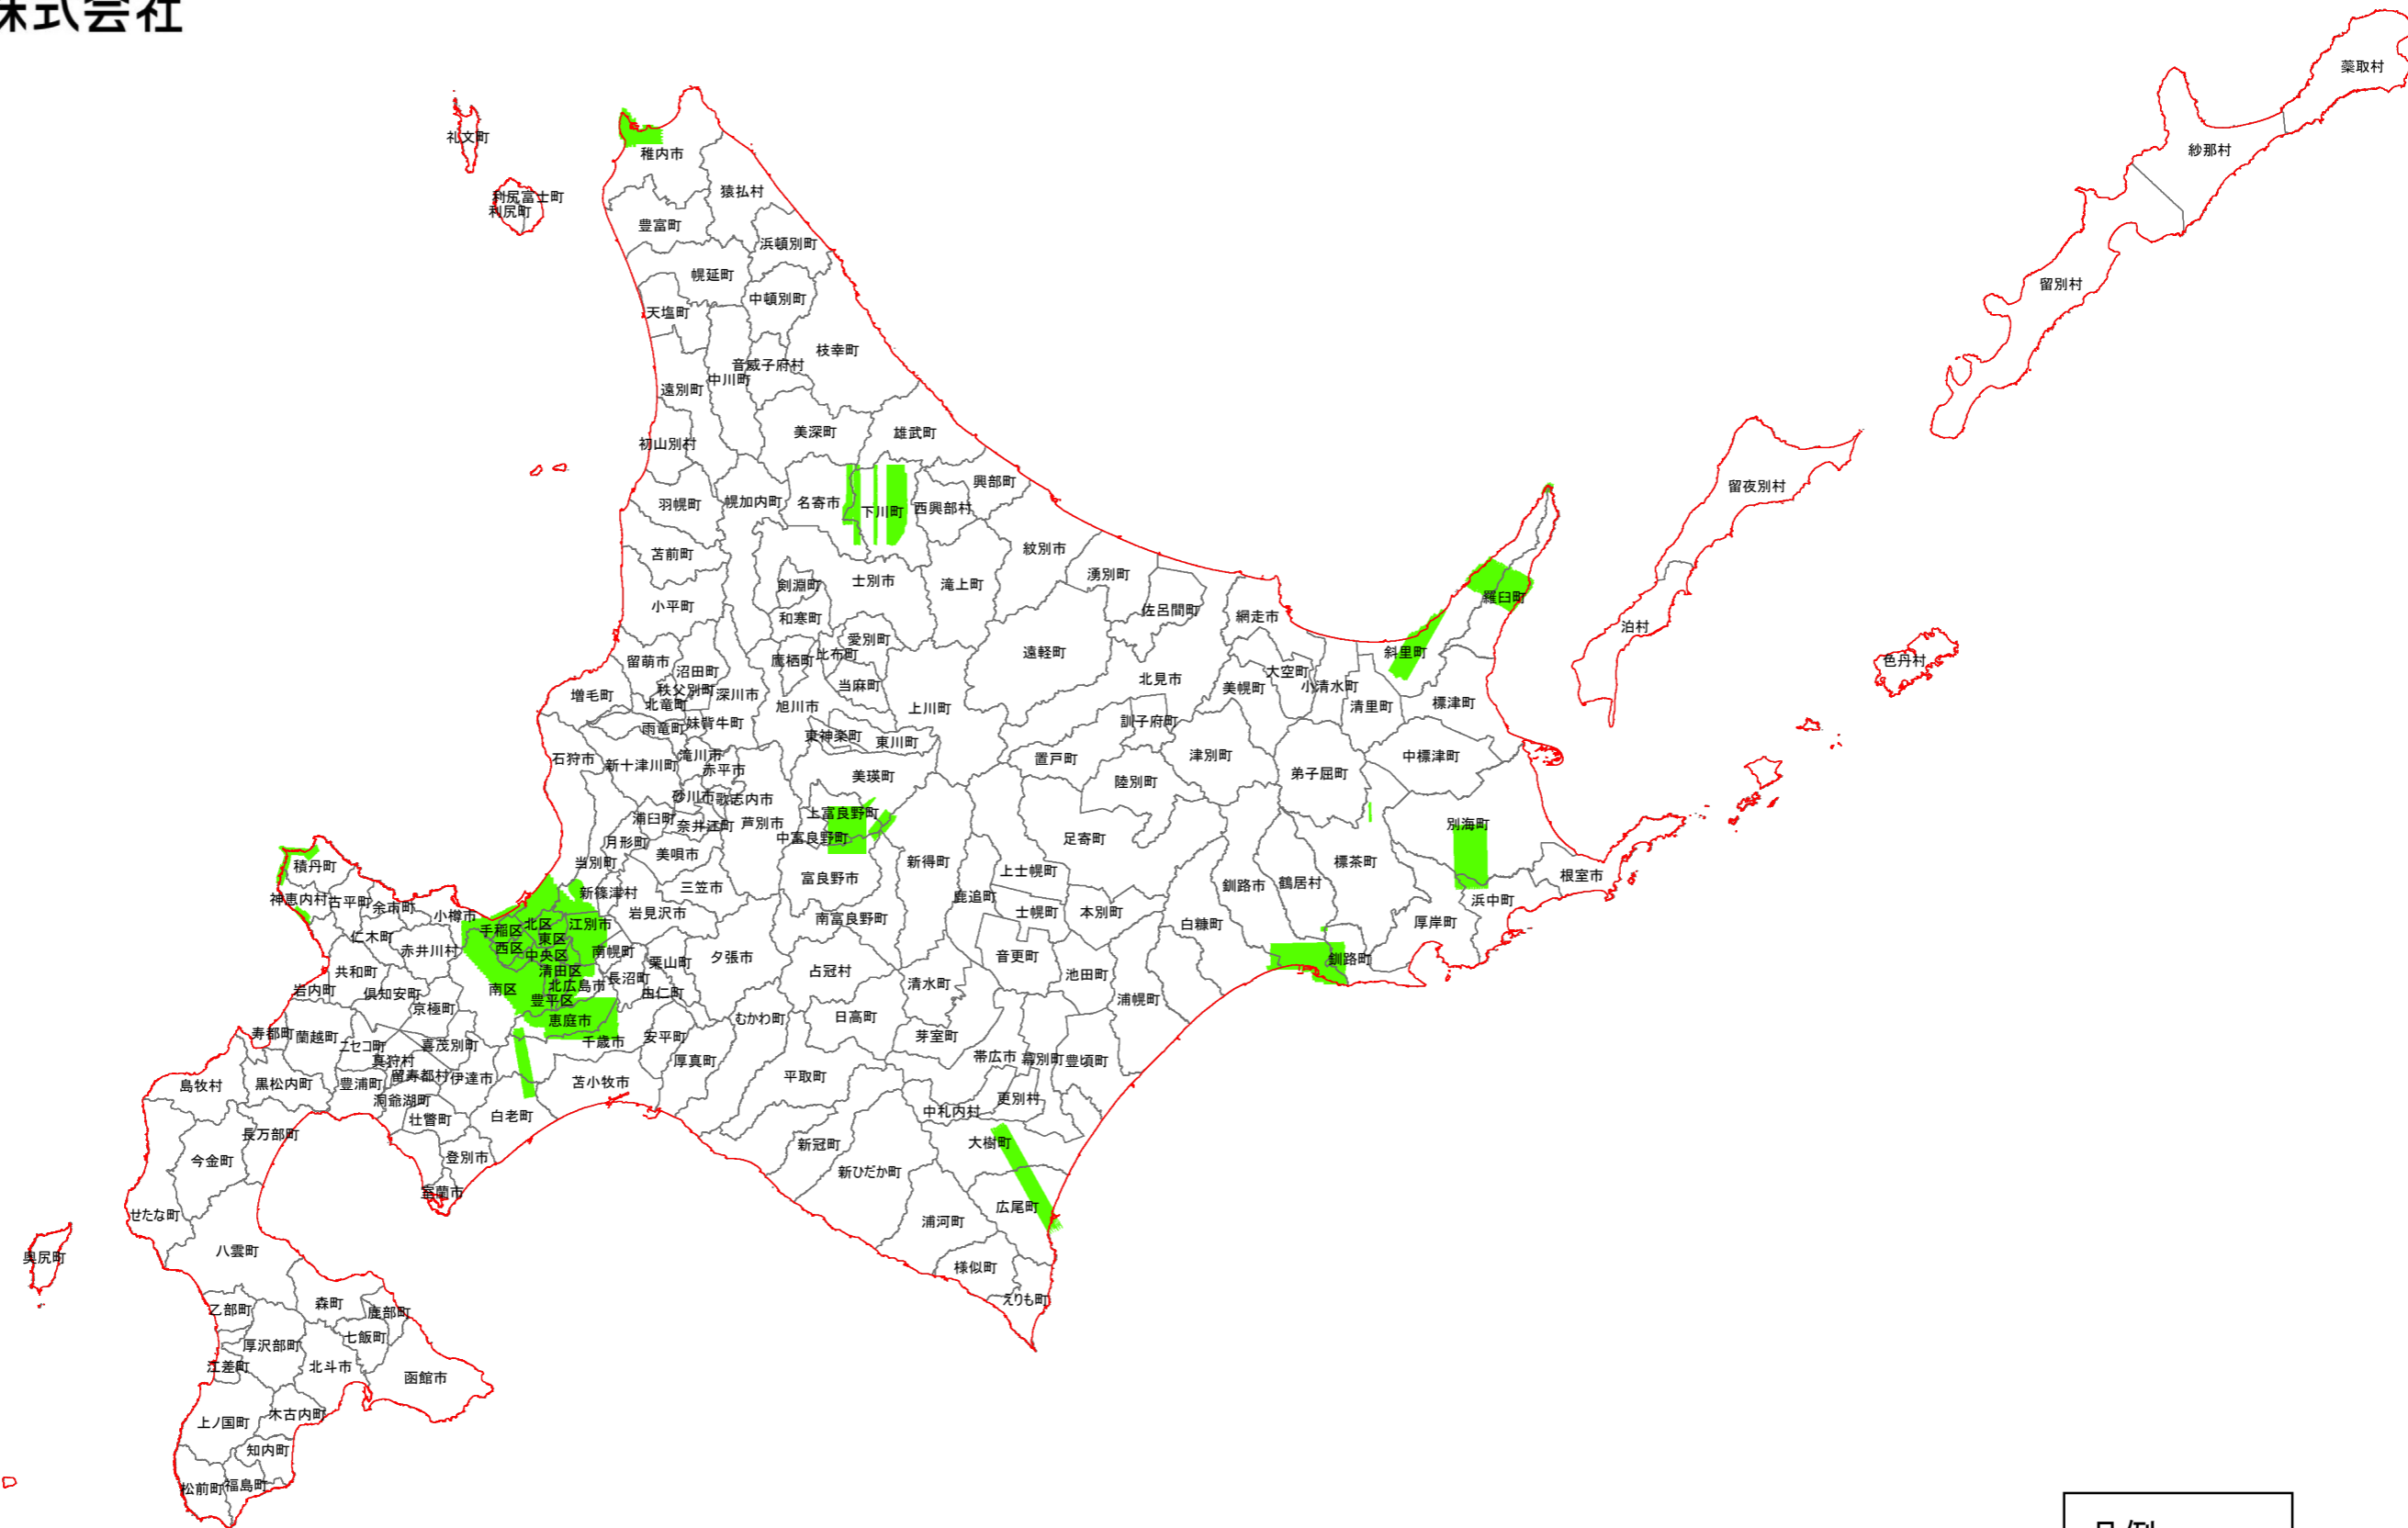 株式会社
蘂取村
紗那村
留別村
留夜別村
泊村
色丹村
礼文町
利尻富士町
利尻町
稚内市
猿払村
豊富町
浜頓別町
幌延町
中頓別町
天塩町
枝幸町
音威子府村
中川町
遠別町
美深町
雄武町
初山別村
興部町
羽幌町
幌加内町
名寄市
下川町
西興部村
紋別市
苫前町
湧別町
剣淵町
士別市
滝上町
小平町
和寒町
佐呂間町
網走市
羅臼町
愛別町
比布町
鷹栖町
遠軽町
斜里町
留萌市
沼田町
当麻町
北見市
大空町
美幌町
小清水町
秩父別町
深川市
増毛町
北竜町
旭川市
上川町
清里町
標津町
雨竜町
妹背牛町
訓子府町
東神楽町
東川町
石狩市
新十津川町
滝川市
赤平市
置戸町
津別町
中標津町
弟子屈町
美瑛町
陸別町
砂川市
歌志内市
浦臼町
奈井江町
芦別市
上富良野町
中富良野町
別海町
月形町
足寄町
美唄市
当別町
新得町
標茶町
積丹町
三笠市
富良野市
上士幌町
根室市
新篠津村
鹿追町
釧路市
鶴居村
浜中町
神恵内村
古平町
余市町
小樽市
岩見沢市
南富良野町
士幌町
本別町
白糠町
厚岸町
北区
江別市
手稲区
東区
西区
中央区
仁木町
赤井川村
南幌町
栗山町
夕張市
音更町
釧路町
共和町
清田区
長沼町
占冠村
池田町
岩内町
倶知安町
南区
北広島市
由仁町
清水町
浦幌町
豊平区
京極町
恵庭市
むかわ町
日高町
寿都町
蘭越町
ニセコ町
喜茂別町
千歳市
安平町
芽室町
真狩村
厚真町
帯広市
幕別町
豊頃町
島牧村
黒松内町
豊浦町
留寿都村
伊達市
苫小牧市
平取町
洞爺湖町
更別村
壮瞥町
白老町
中札内村
長万部町
新冠町
大樹町
今金町
登別市
新ひだか町
室蘭市
広尾町
せたな町
浦河町
八雲町
奥尻町
様似町
えりも町
森町
乙部町
鹿部町
厚沢部町
七飯町
江差町
北斗市
函館市
上ノ国町
木古内町
知内町
松前町
福島町
凡例